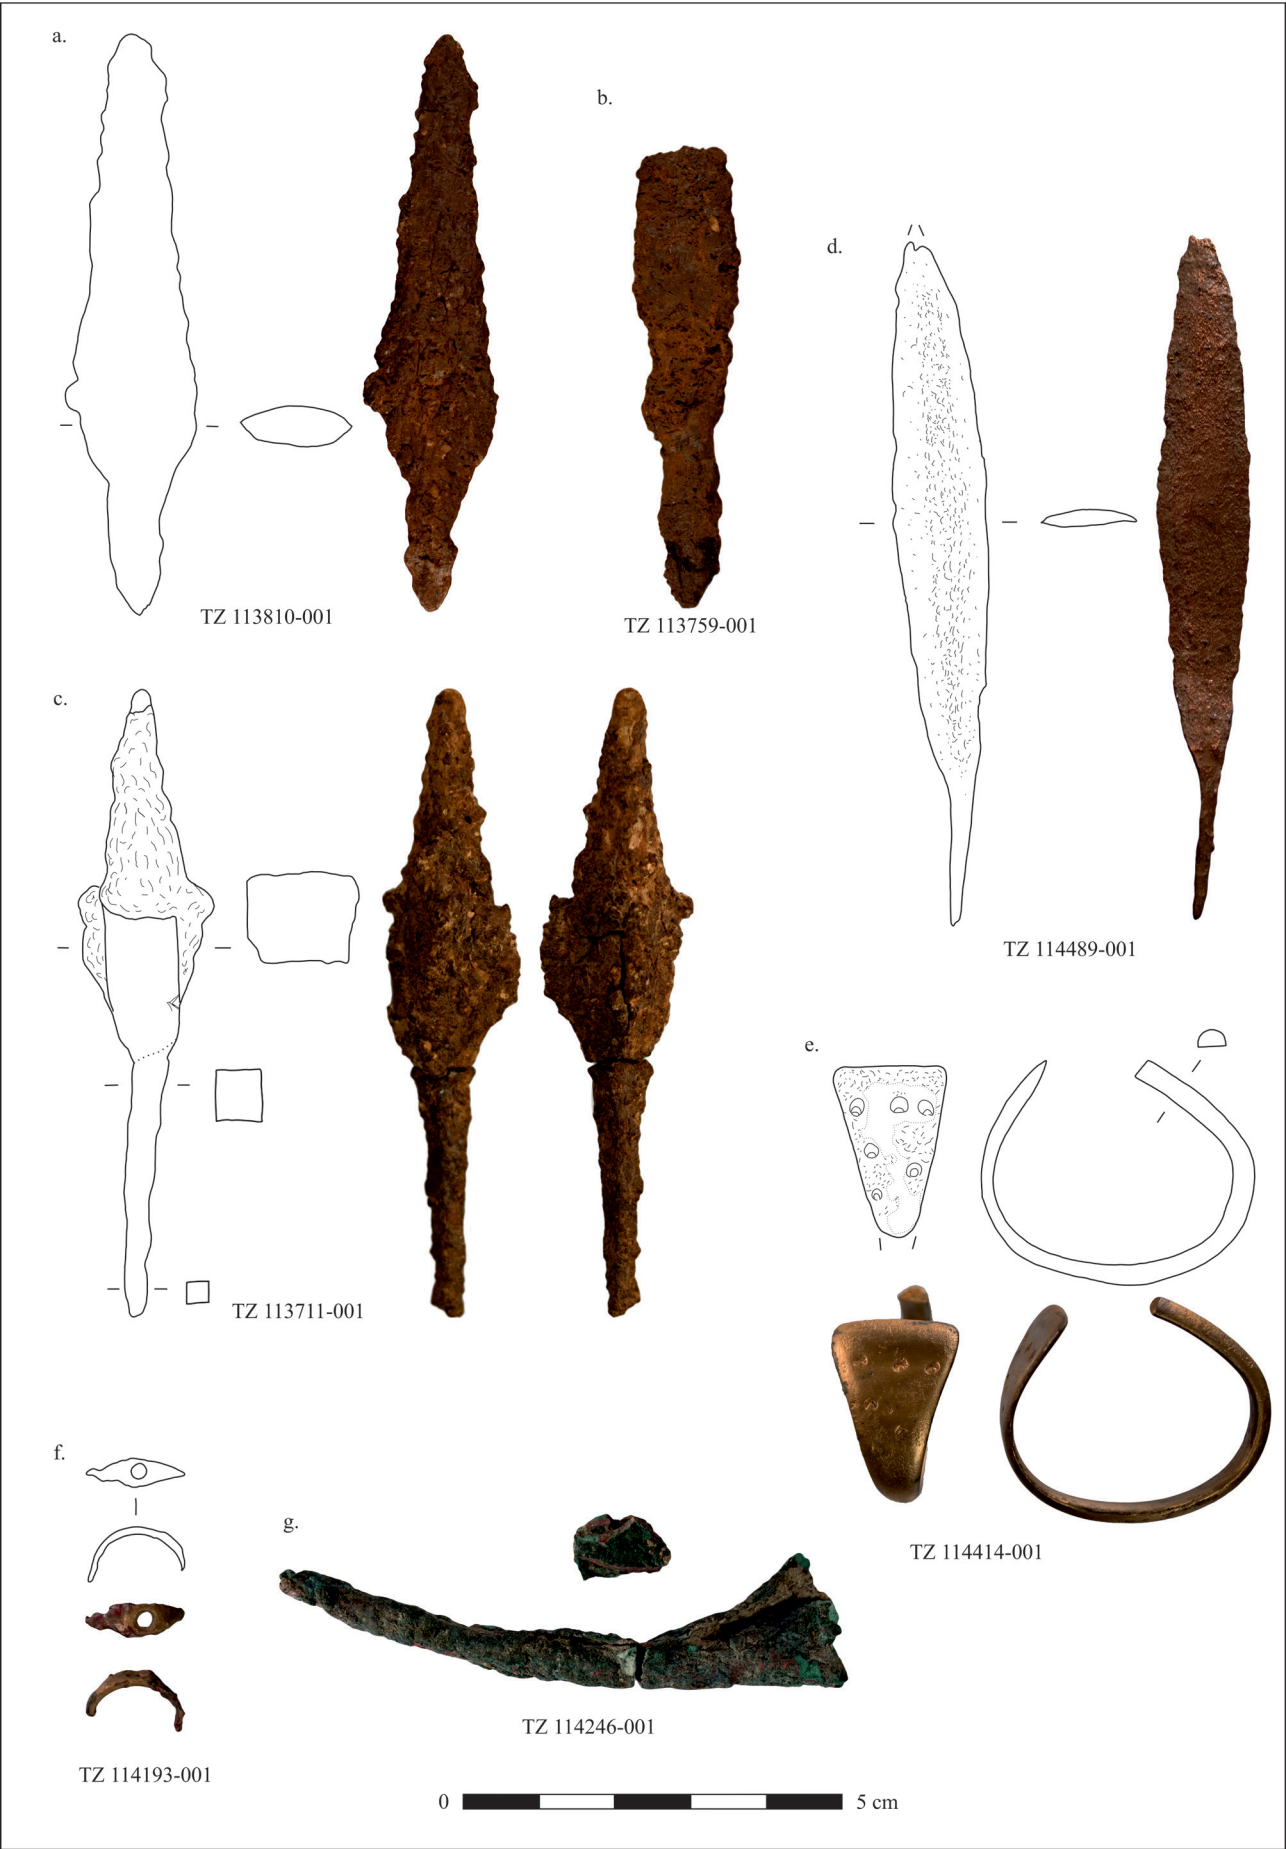 a.
b.
d.
TZ 113810-001
TZ 113759-001
c.
TZ 114489-001
e.
TZ 113711-001
f.
g.
TZ 114414-001
TZ 114246-001
TZ 114193-001
0 5 cm